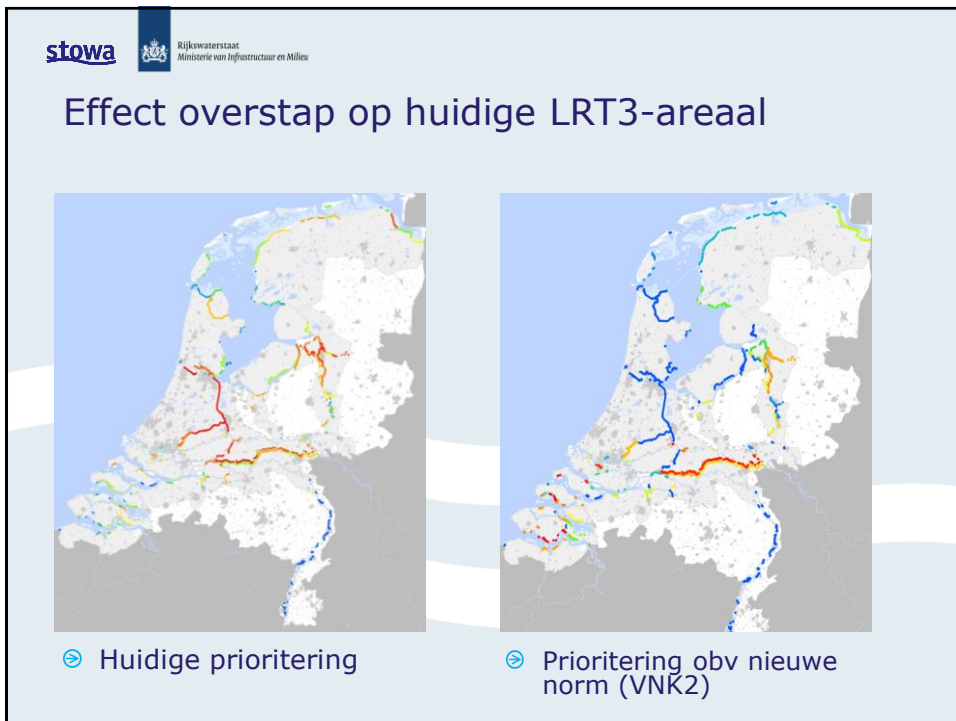 stowa
Rijkswaterstaat
Ministerie van Infrastructuur en Milieu
Effect overstap op huidige LRT3-areaal
Huidige prioritering
Prioritering obv nieuwe
norm (VNK2)